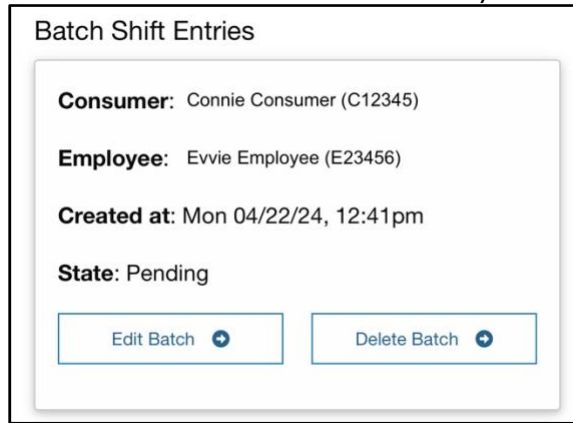 Batch Shift Entries
Consumer: Connie Consumer (C12345)
Employee: Evvie Employee (E23456)
Created at: Mon 04/22/24, 12:41pm
State: Pending
Edit Batch
Delete Batch